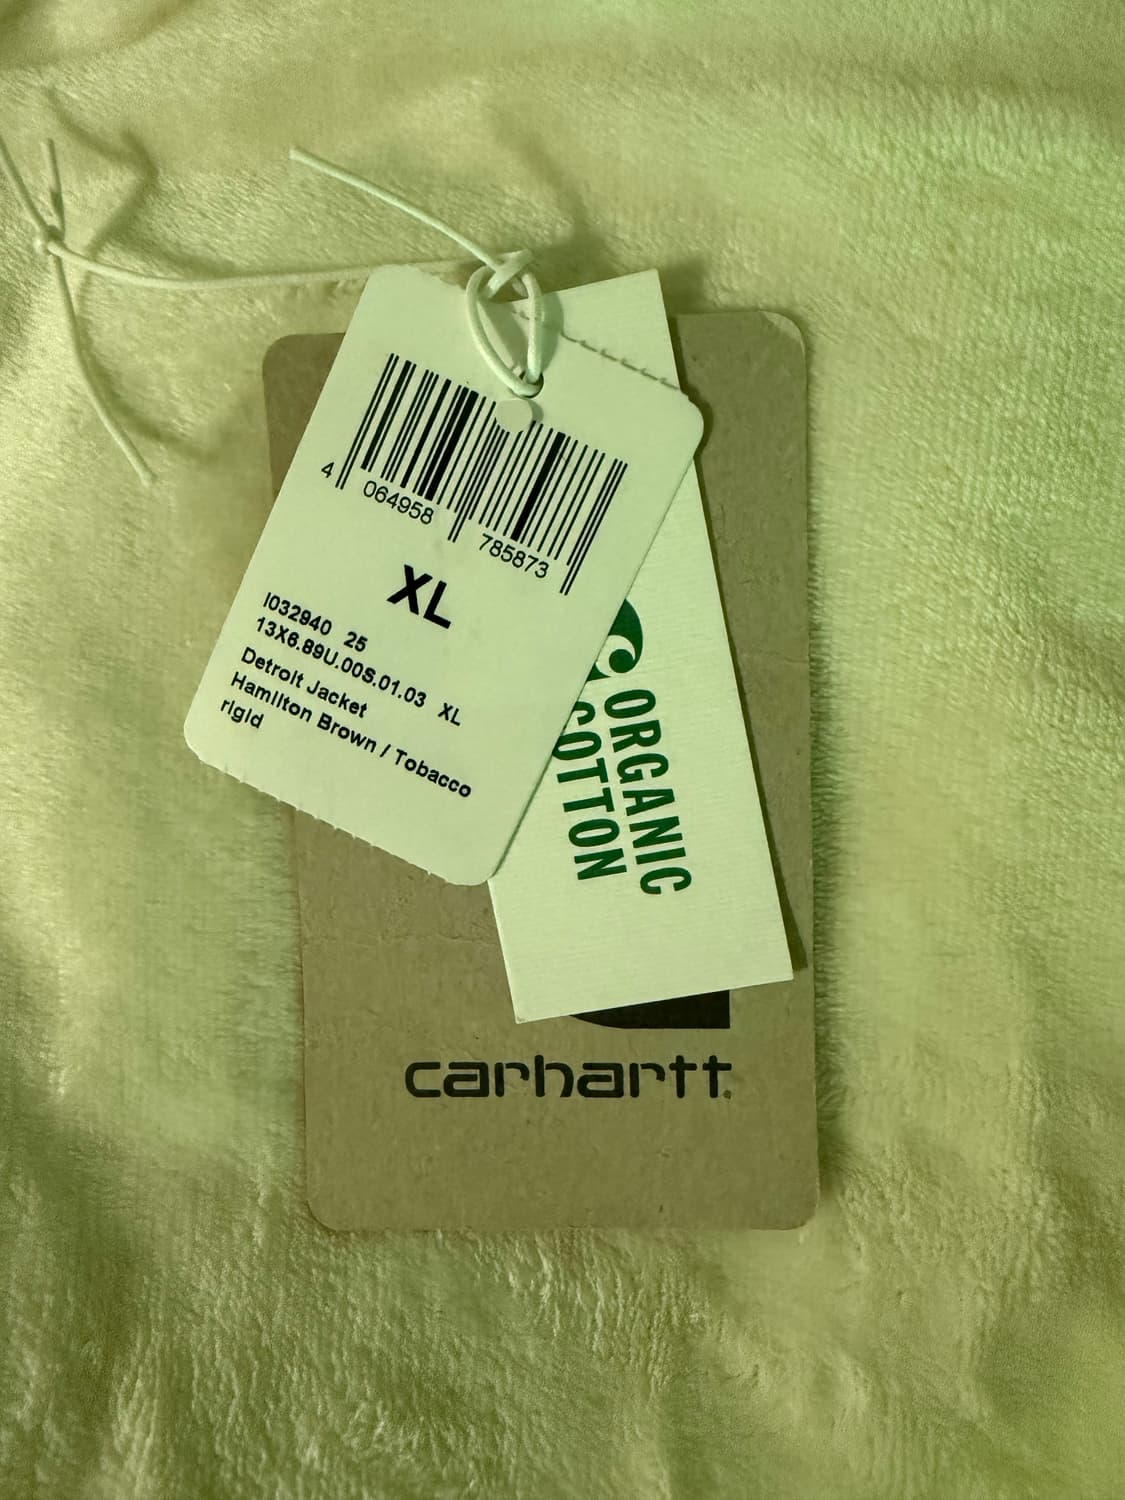 4 064958 785873
XL
I032940 25
13X6.89U.00S.01.03 XL
Detroit Jacket
Hamilton Brown / Tobacco
rigid
ORGANIC
COTTON
carhartt